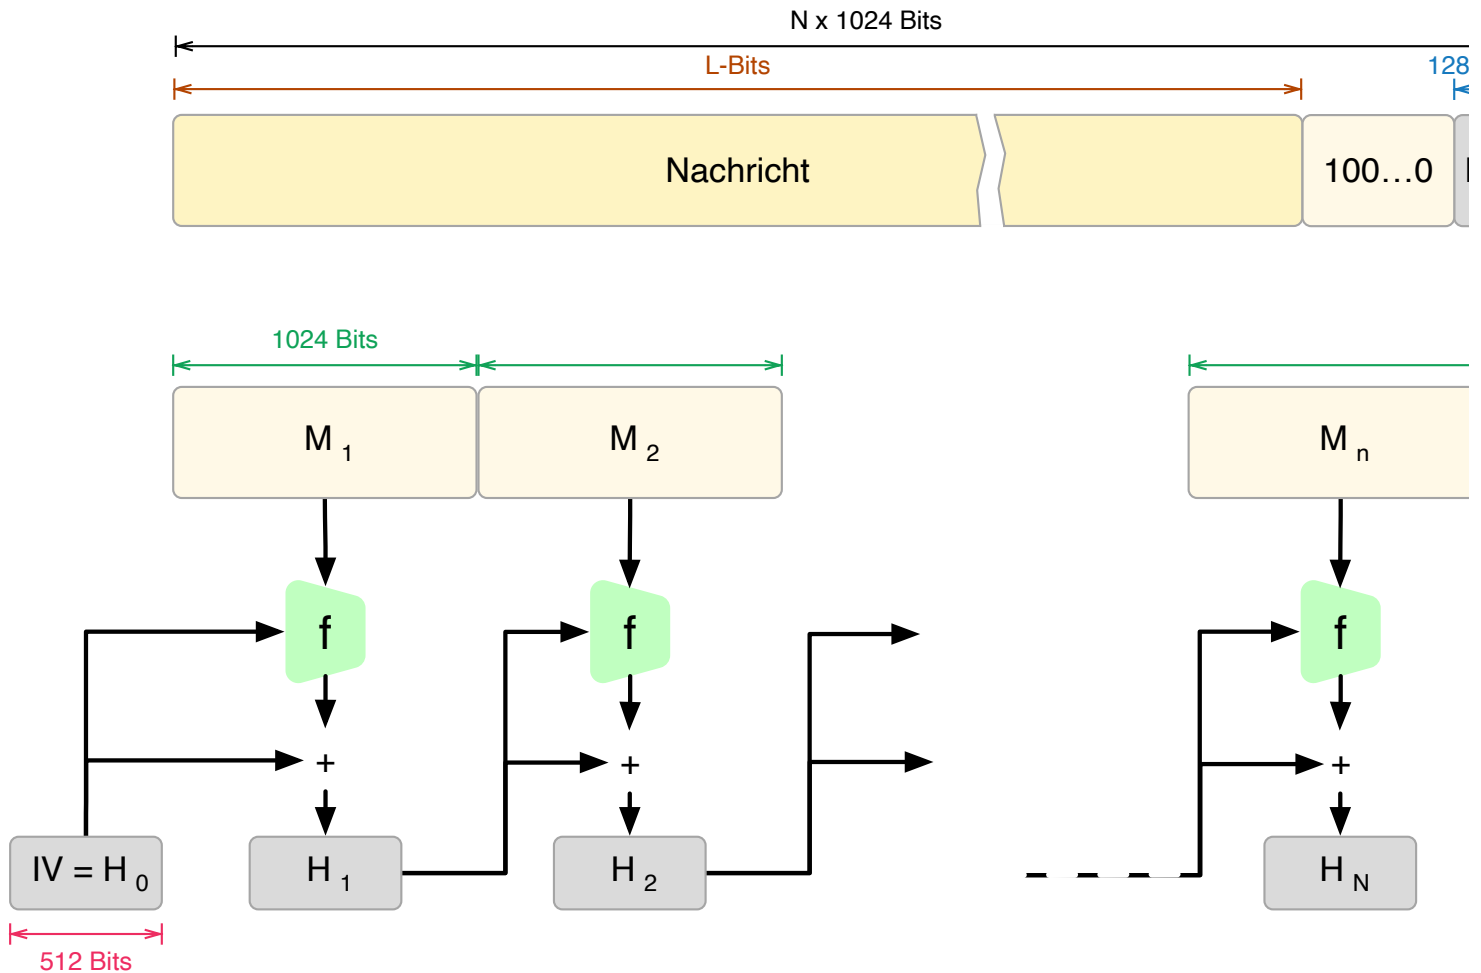 N x 1024 Bits
L-Bits
128
Nachricht
100…0
1024 Bits
M 1
M 2
M n
f
f
f
+
+
+
IV = H 0
H 1
H 2
H N
512 Bits